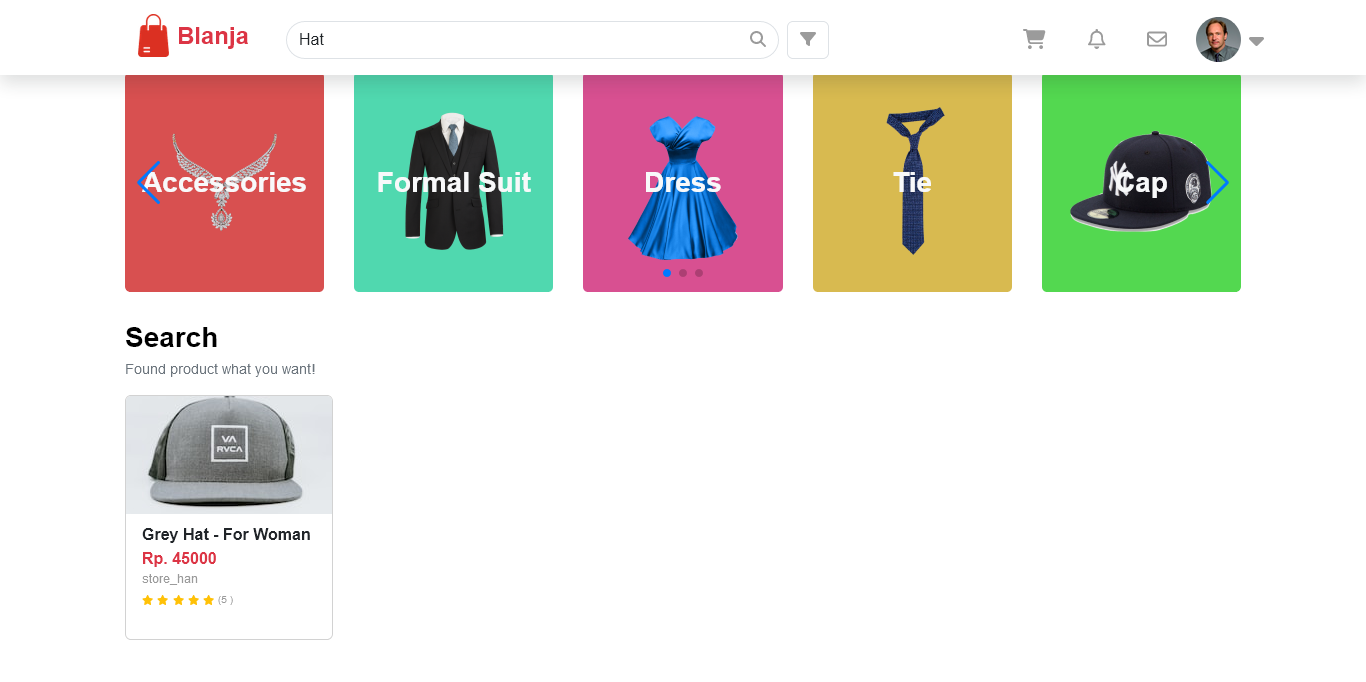 Blanja
Hat
Accessories
Formal Suit
Dress
Tie
Cap
Search
Found product what you want!
VA
RVCA
Grey Hat - For Woman
Rp. 45000
store_han
(5 )